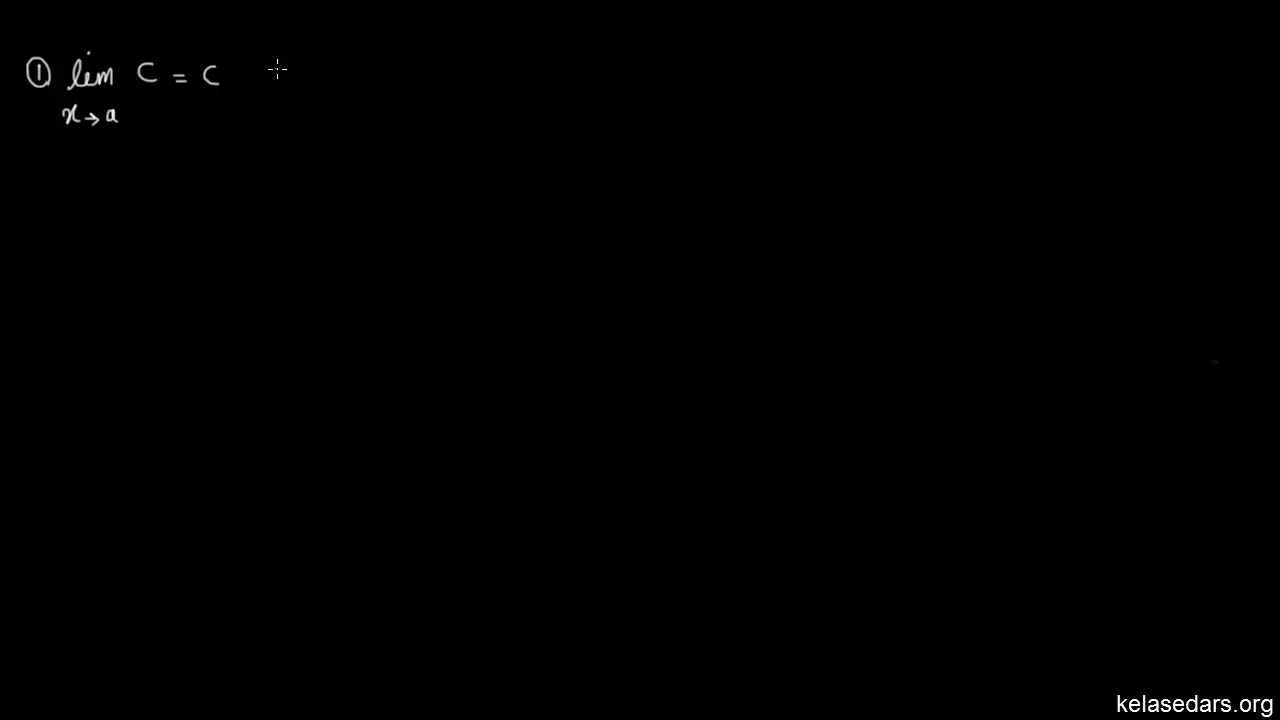 ① lim C = C
x→a
kelasedars.org